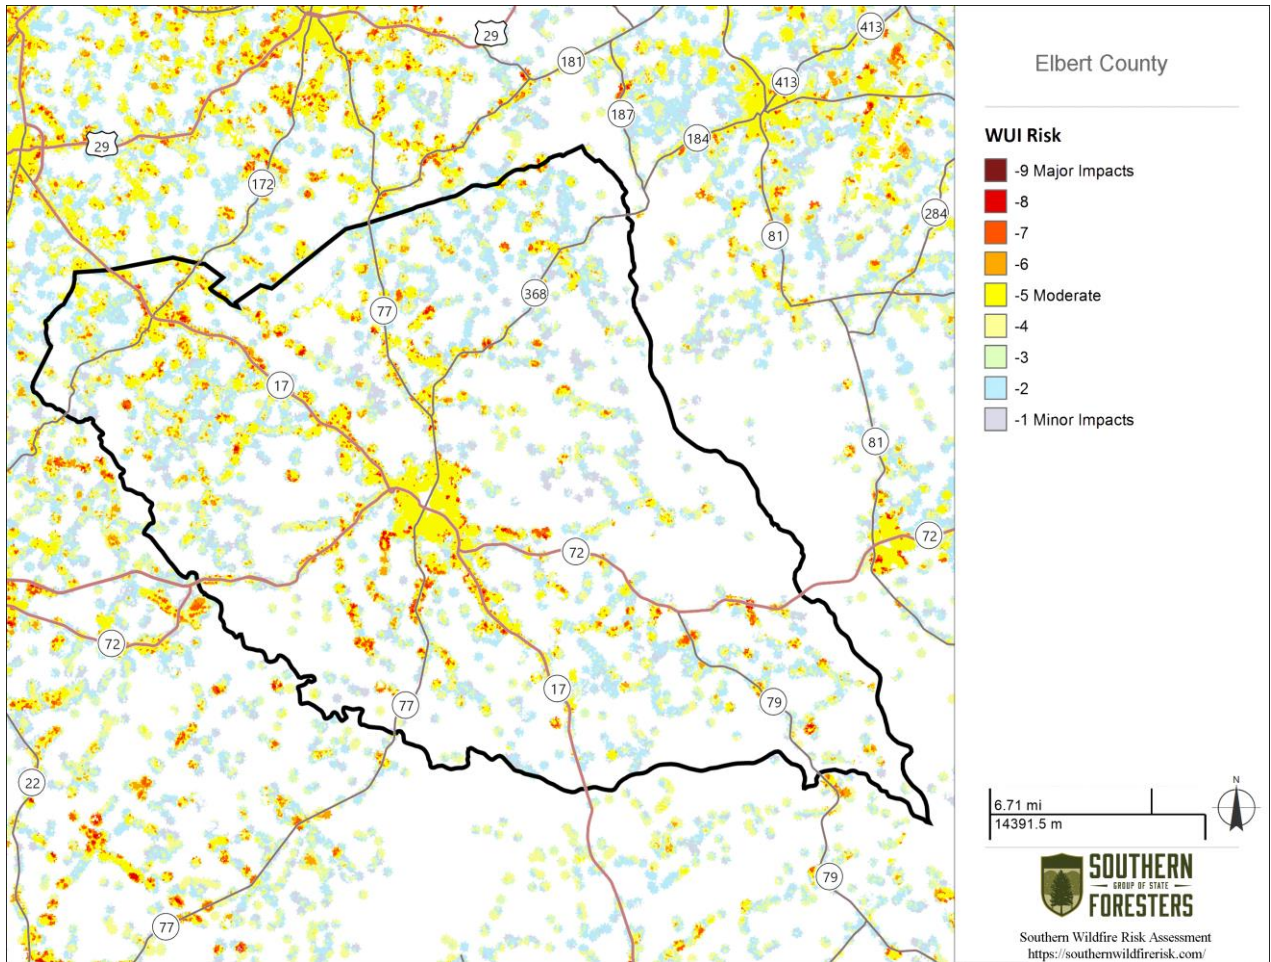 Elbert County
WUI Risk
-9 Major Impacts
-8
-7
-6
-5 Moderate
-4
-3
-2
-1 Minor Impacts
29
413
181
413
187
29
184
172
284
81
368
77
17
81
72
72
72
17
79
77
22
79
77
6.71 mi
14391.5 m
N
SOUTHERN
GROUP OF STATE
FORESTERS
Southern Wildfire Risk Assessment
https://southernwildfirerisk.com/